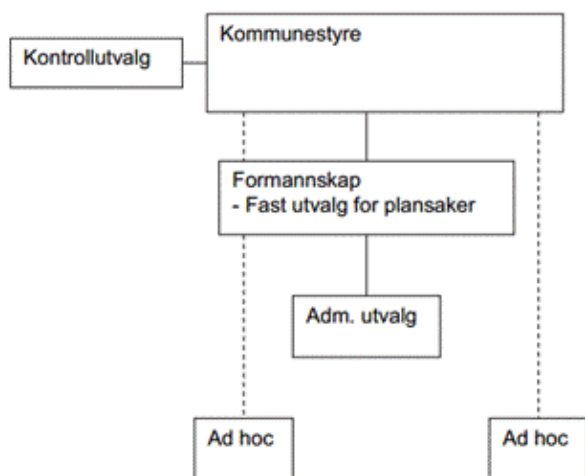 Kommunestyre
Kontrollutvalg
Formannskap
- Fast utvalg for plansaker
Adm. utvalg
Ad hoc
Ad hoc